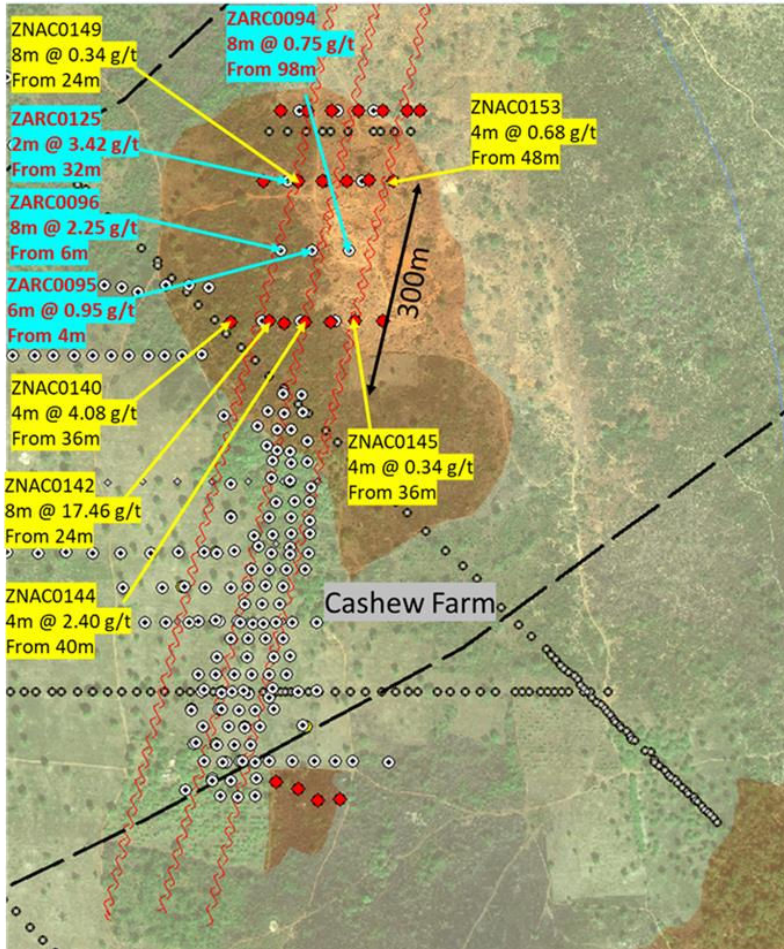 ZNAC0149
8m @ 0.34 g/t
From 24m
ZARC0094
8m @ 0.75 g/t
From 98m
ZARC0125
2m @ 3.42 g/t
From 32m
ZNAC0153
4m @ 0.68 g/t
From 48m
ZARC0096
8m @ 2.25 g/t
From 6m
ZARC0095
6m @ 0.95 g/t
From 4m
300m
ZNAC0140
4m @ 4.08 g/t
From 36m
ZNAC0145
4m @ 0.34 g/t
From 36m
ZNAC0142
8m @ 17.46 g/t
From 24m
ZNAC0144
4m @ 2.40 g/t
From 40m
Cashew Farm